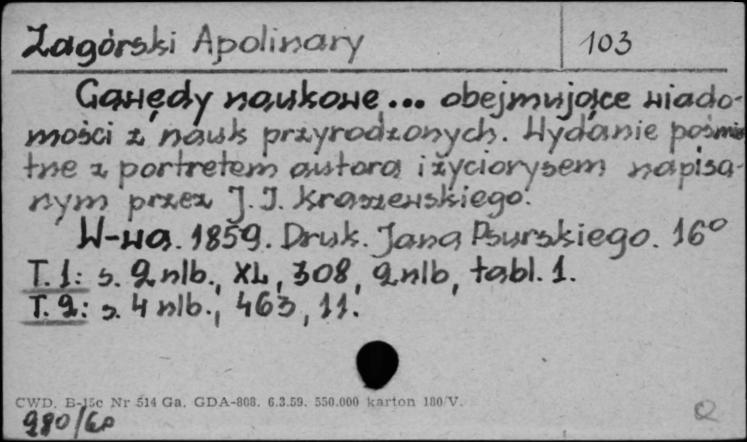 Zagórski Apolinary 103
Gawędy naukowe... obejmujące wiado-
mości z nauk przyrodzonych. Wydanie pośmier
tne z portretem autora i życiorysem napisa-
nym przez J. I. Kraszewskiego.
W-wa. 1859. Druk. Jana Psurskiego. 16°
T. 1: s. 2 nlb., XL, 308, 2 nlb, tabl. 1.
T. 2: s. 4 nlb., 463, 11.
CWD. B-15c Nr 514 Ga. GDA-808. 6.3.59. 550.000 karton 180/V.